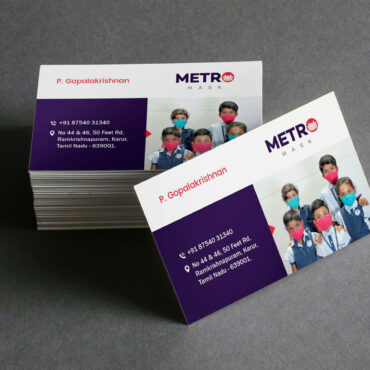 P. Gopalakrishnan
METRO
MASK
+91 87540 31340
No 44 & 46, 50 Feet Rd,
Ramkrishnapuram, Karur,
Tamil Nadu - 639001.
P. Gopalakrishnan
METRO
MASK
+91 87540 31340
No 44 & 46, 50 Feet Rd,
Ramkrishnapuram, Karur,
Tamil Nadu - 639001.